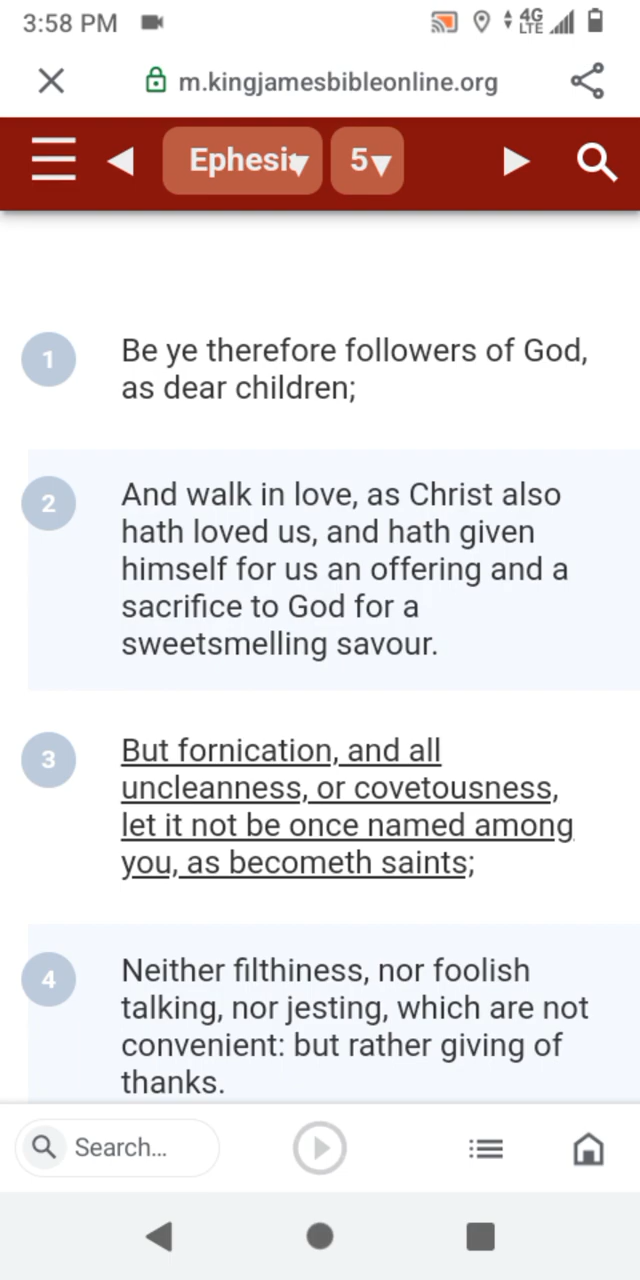 3:58 PM
4G
LTE
m.kingjamesbibleonline.org
5
1
Be ye therefore followers of God,
as dear children;
2
And walk in love, as Christ also
hath loved us, and hath given
himself for us an offering and a
sacrifice to God for a
sweetsmelling savour.
3
But fornication, and all
uncleanness, or covetousness,
let it not be once named among
you, as becometh saints;
4
Neither filthiness, nor foolish
talking, nor jesting, which are not
convenient: but rather giving of
thanks.
Search...